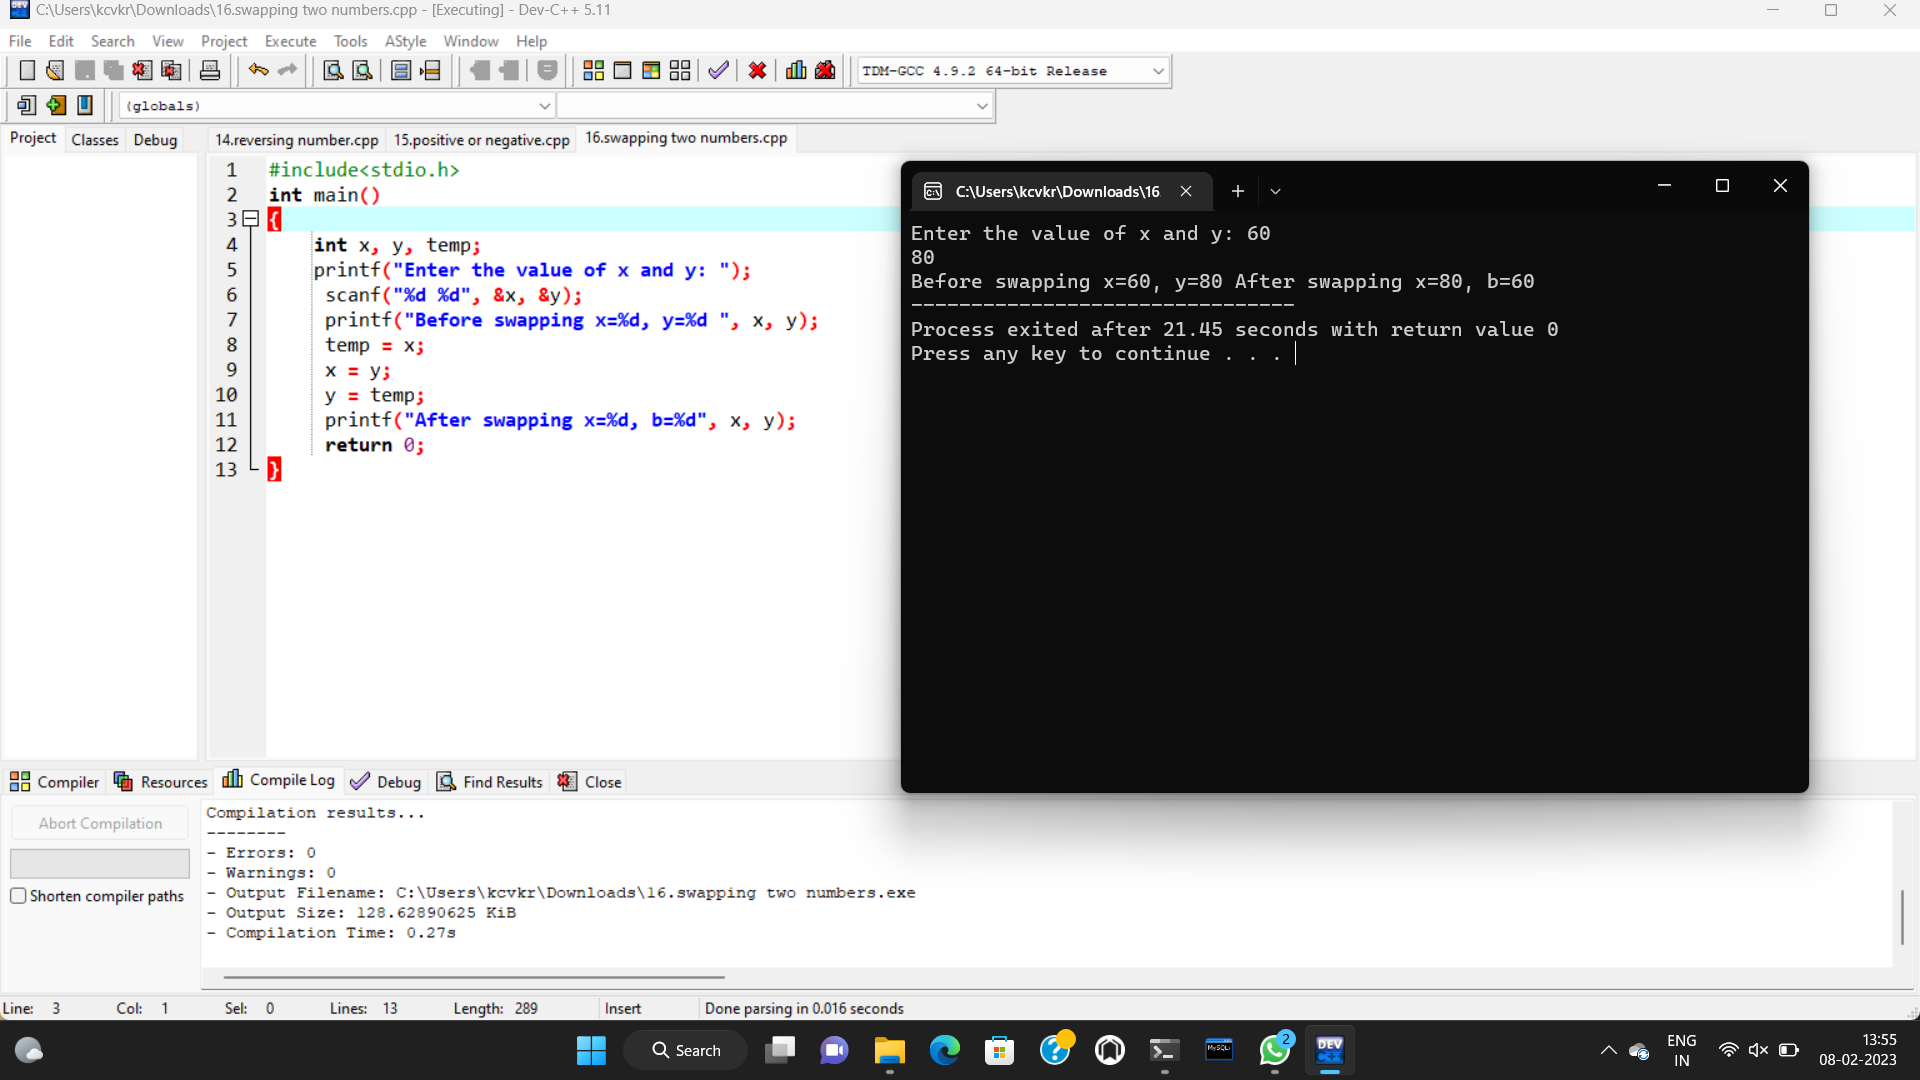 C:\Users\kcvkr\Downloads\16.swapping two numbers.cpp - [Executing] - Dev-C++ 5.11
File Edit Search View Project Execute Tools AStyle Window Help
TDM-GCC 4.9.2 64-bit Release
(globals)
Project Classes Debug
14.reversing number.cpp 15.positive or negative.cpp 16.swapping two numbers.cpp
1 #include<stdio.h>
2 int main()
3 {
4 int x, y, temp;
5 printf("Enter the value of x and y: ");
6 scanf("%d %d", &x, &y);
7 printf("Before swapping x=%d, y=%d ", x, y);
8 temp = x;
9 x = y;
10 y = temp;
11 printf("After swapping x=%d, b=%d", x, y);
12 return 0;
13 }
C:\Users\kcvkr\Downloads\16
Enter the value of x and y: 60
80
Before swapping x=60, y=80 After swapping x=80, b=60
--------------------------------
Process exited after 21.45 seconds with return value 0
Press any key to continue . . .
Compiler Resources Compile Log Debug Find Results Close
Abort Compilation
Shorten compiler paths
Compilation results...
--------
- Errors: 0
- Warnings: 0
- Output Filename: C:\Users\kcvkr\Downloads\16.swapping two numbers.exe
- Output Size: 128.62890625 KiB
- Compilation Time: 0.27s
Line: 3 Col: 1 Sel: 0 Lines: 13 Length: 289 Insert Done parsing in 0.016 seconds
Search
MySQL
2
DEV
C++
ENG
IN
13:55
08-02-2023